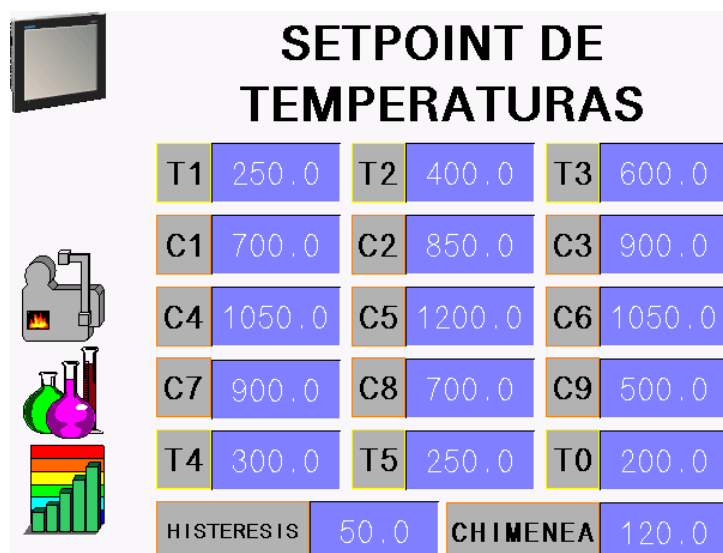 SETPOINT DE
TEMPERATURAS
T1 250.0 T2 400.0 T3 600.0
C1 700.0 C2 850.0 C3 900.0
C4 1050.0 C5 1200.0 C6 1050.0
C7 900.0 C8 700.0 C9 500.0
T4 300.0 T5 250.0 T0 200.0
HISTERESIS 50.0 CHIMENEA 120.0